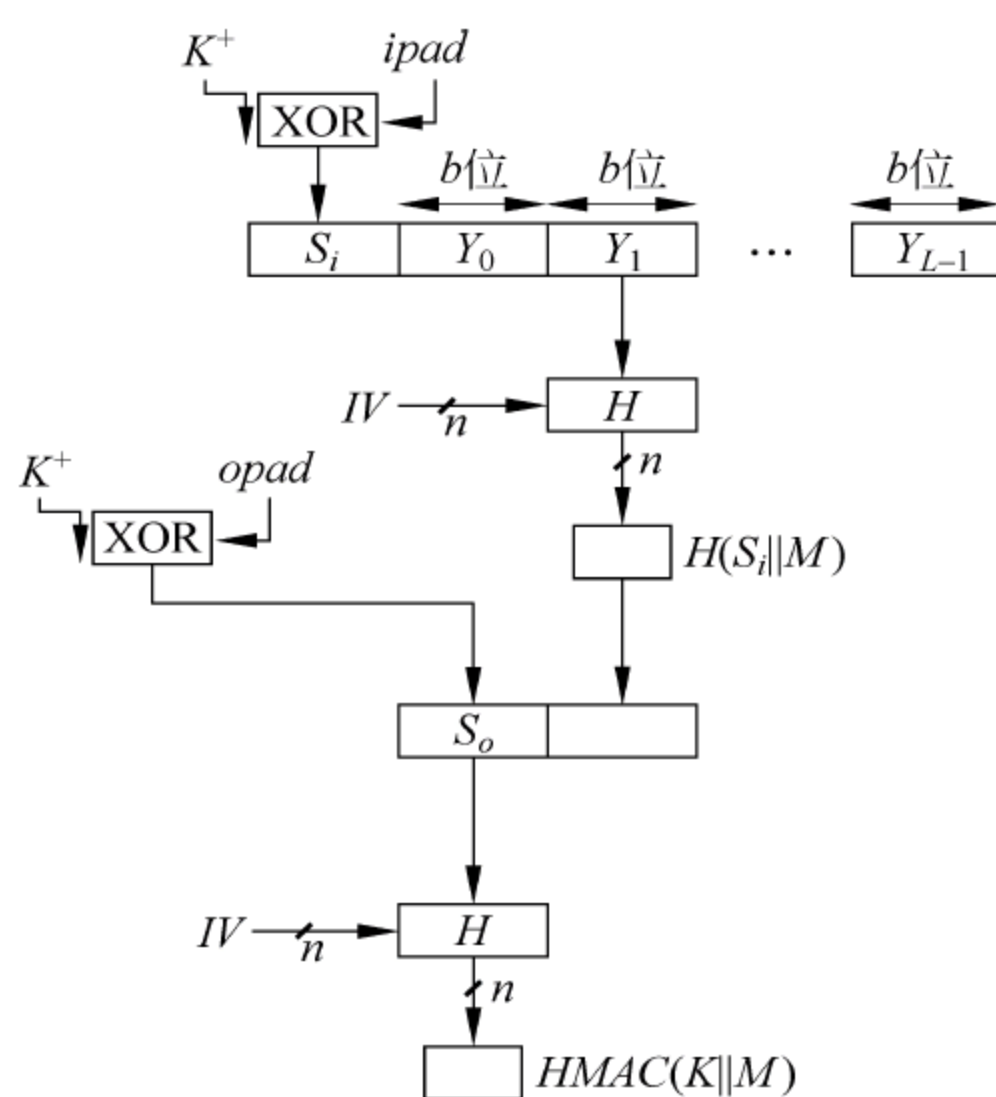 K⁺ ipad
XOR
b位 b位 b位
Sᵢ Y₀ Y₁ … Y_{L−1}
IV n H
n
K⁺ opad
XOR H(Sᵢ||M)
Sₒ
IV n H
n
HMAC(K||M)